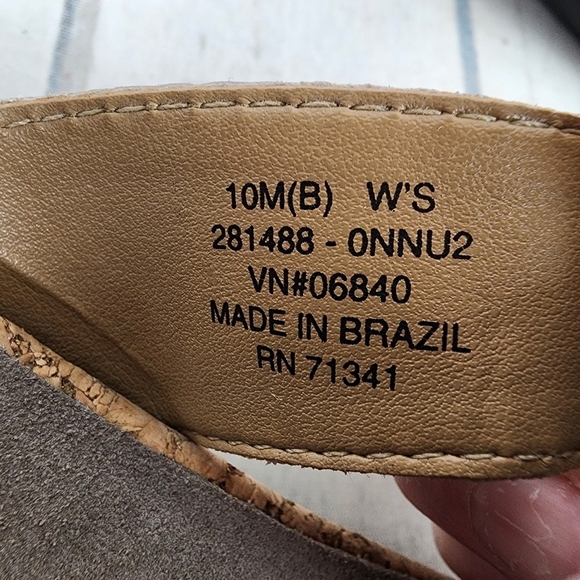 10M(B) W'S
281488 - 0NNU2
VN#06840
MADE IN BRAZIL
RN 71341